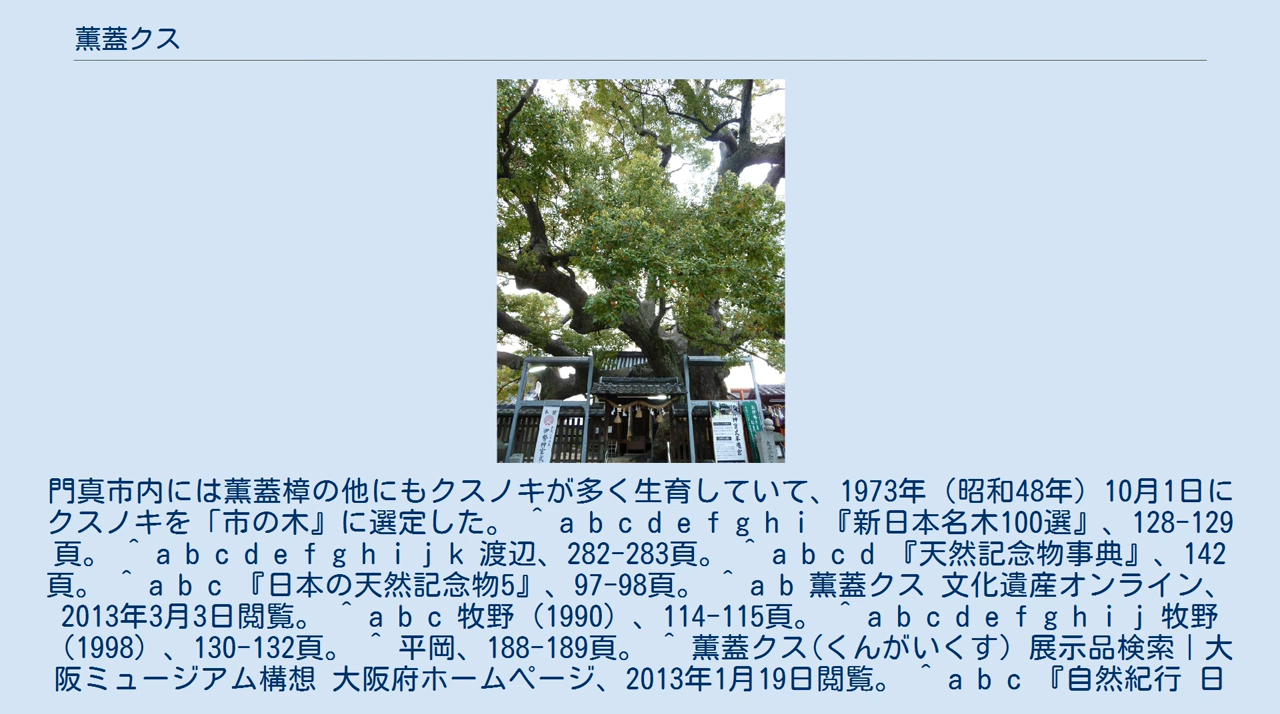 薫蓋クス
伊勢神宮
門真市内には薫蓋樟の他にもクスノキが多く生育していて、1973年（昭和48年）10月1日に
クスノキを「市の木』に選定した。 ^ a b c d e f g h i 『新日本名木100選』、128-129
頁。 ^ a b c d e f g h i j k 渡辺、282-283頁。 ^ a b c d 『天然記念物事典』、142
頁。 ^ a b c 『日本の天然記念物5』、97-98頁。 ^ a b 薫蓋クス 文化遺産オンライン、
2013年3月3日閲覧。 ^ a b c 牧野（1990）、114-115頁。 ^ a b c d e f g h i j 牧野
（1998）、130-132頁。 ^ 平岡、188-189頁。 ^ 薫蓋クス(くんがいくす) 展示品検索｜大
阪ミュージアム構想 大阪府ホームページ、2013年1月19日閲覧。 ^ a b c 『自然紀行 日